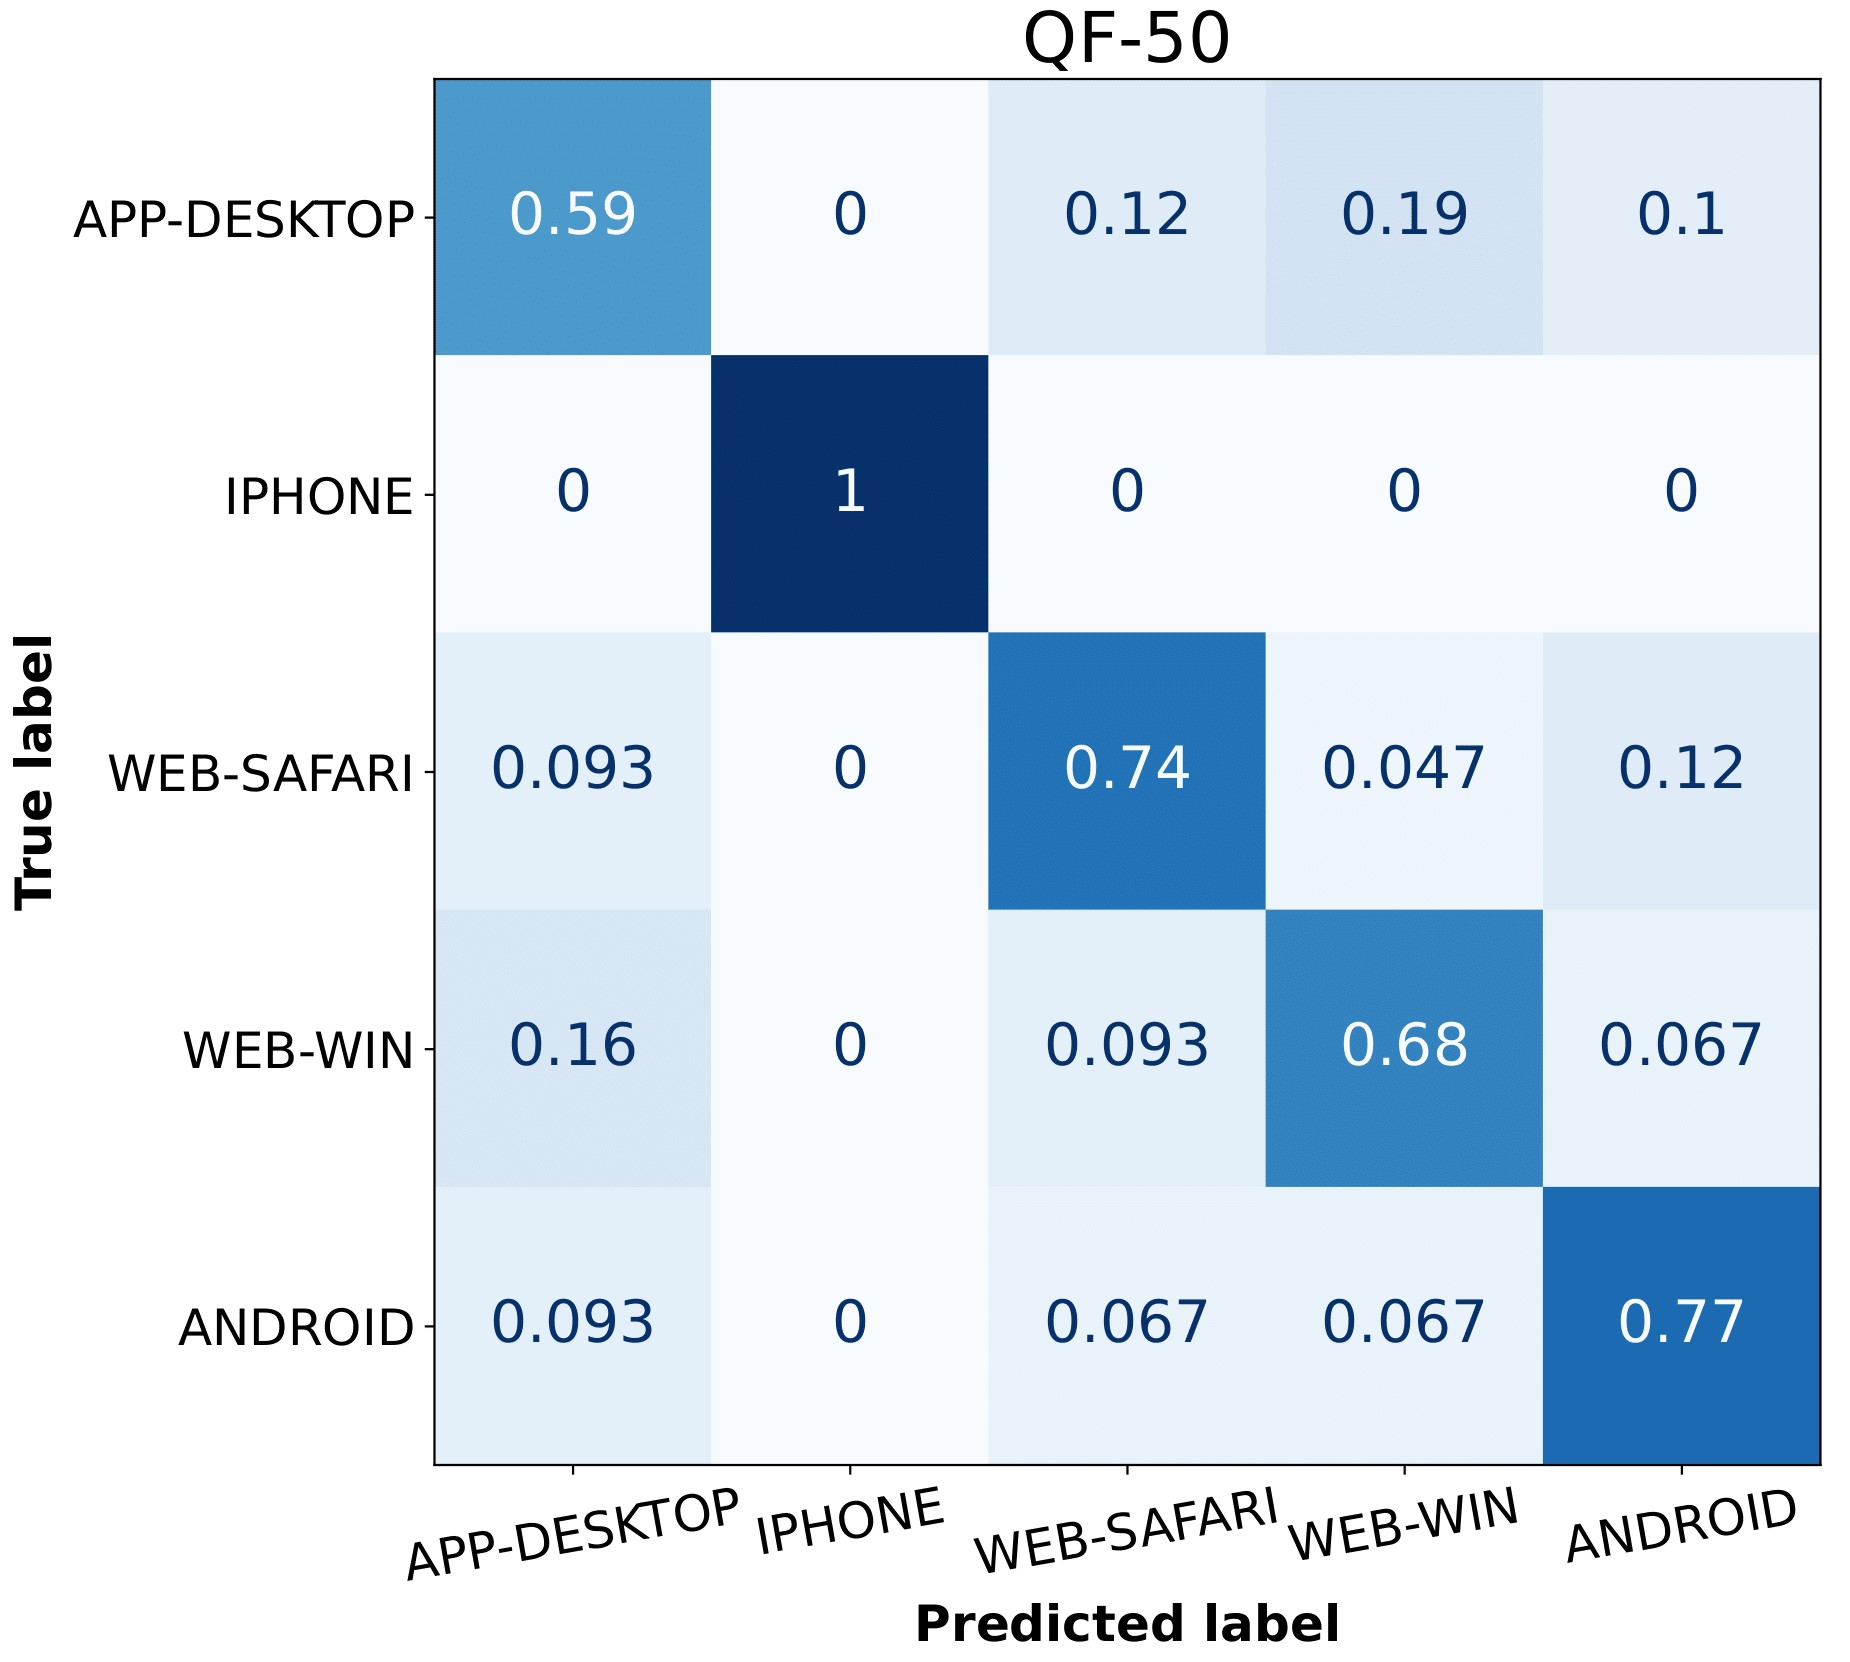 QF-50
True label
APP-DESKTOP 0.59 0 0.12 0.19 0.1
IPHONE 0 1 0 0 0
WEB-SAFARI 0.093 0 0.74 0.047 0.12
WEB-WIN 0.16 0 0.093 0.68 0.067
ANDROID 0.093 0 0.067 0.067 0.77
APP-DESKTOP IPHONE WEB-SAFARI WEB-WIN ANDROID
Predicted label